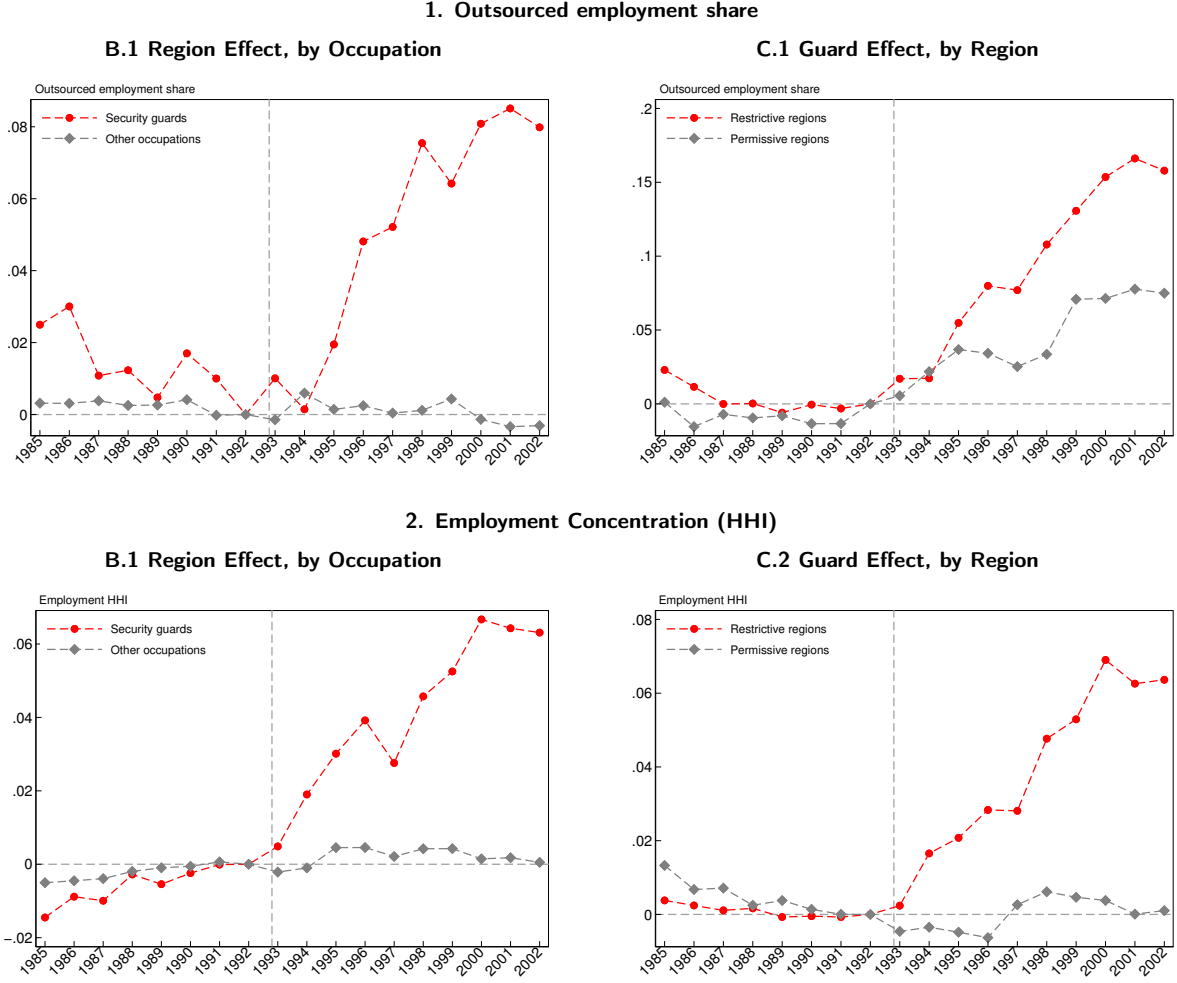 1. Outsourced employment share
B.1 Region Effect, by Occupation
Outsourced employment share
Security guards
Other occupations
.08
.06
.04
.02
0
1985 1986 1987 1988 1989 1990 1991 1992 1993 1994 1995 1996 1997 1998 1999 2000 2001 2002
C.1 Guard Effect, by Region
Outsourced employment share
Restrictive regions
Permissive regions
.2
.15
.1
.05
0
1985 1986 1987 1988 1989 1990 1991 1992 1993 1994 1995 1996 1997 1998 1999 2000 2001 2002
2. Employment Concentration (HHI)
B.1 Region Effect, by Occupation
Employment HHI
Security guards
Other occupations
.06
.04
.02
0
-.02
1985 1986 1987 1988 1989 1990 1991 1992 1993 1994 1995 1996 1997 1998 1999 2000 2001 2002
C.2 Guard Effect, by Region
Employment HHI
Restrictive regions
Permissive regions
.08
.06
.04
.02
0
1985 1986 1987 1988 1989 1990 1991 1992 1993 1994 1995 1996 1997 1998 1999 2000 2001 2002